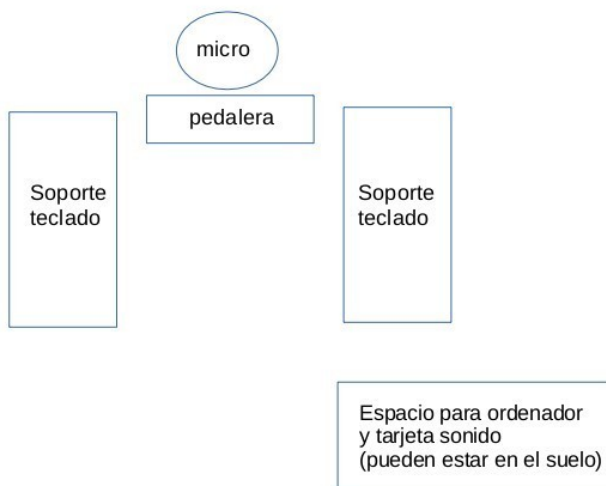 micro
pedalera
Soporte
teclado
Soporte
teclado
Espacio para ordenador
y tarjeta sonido
(pueden estar en el suelo)